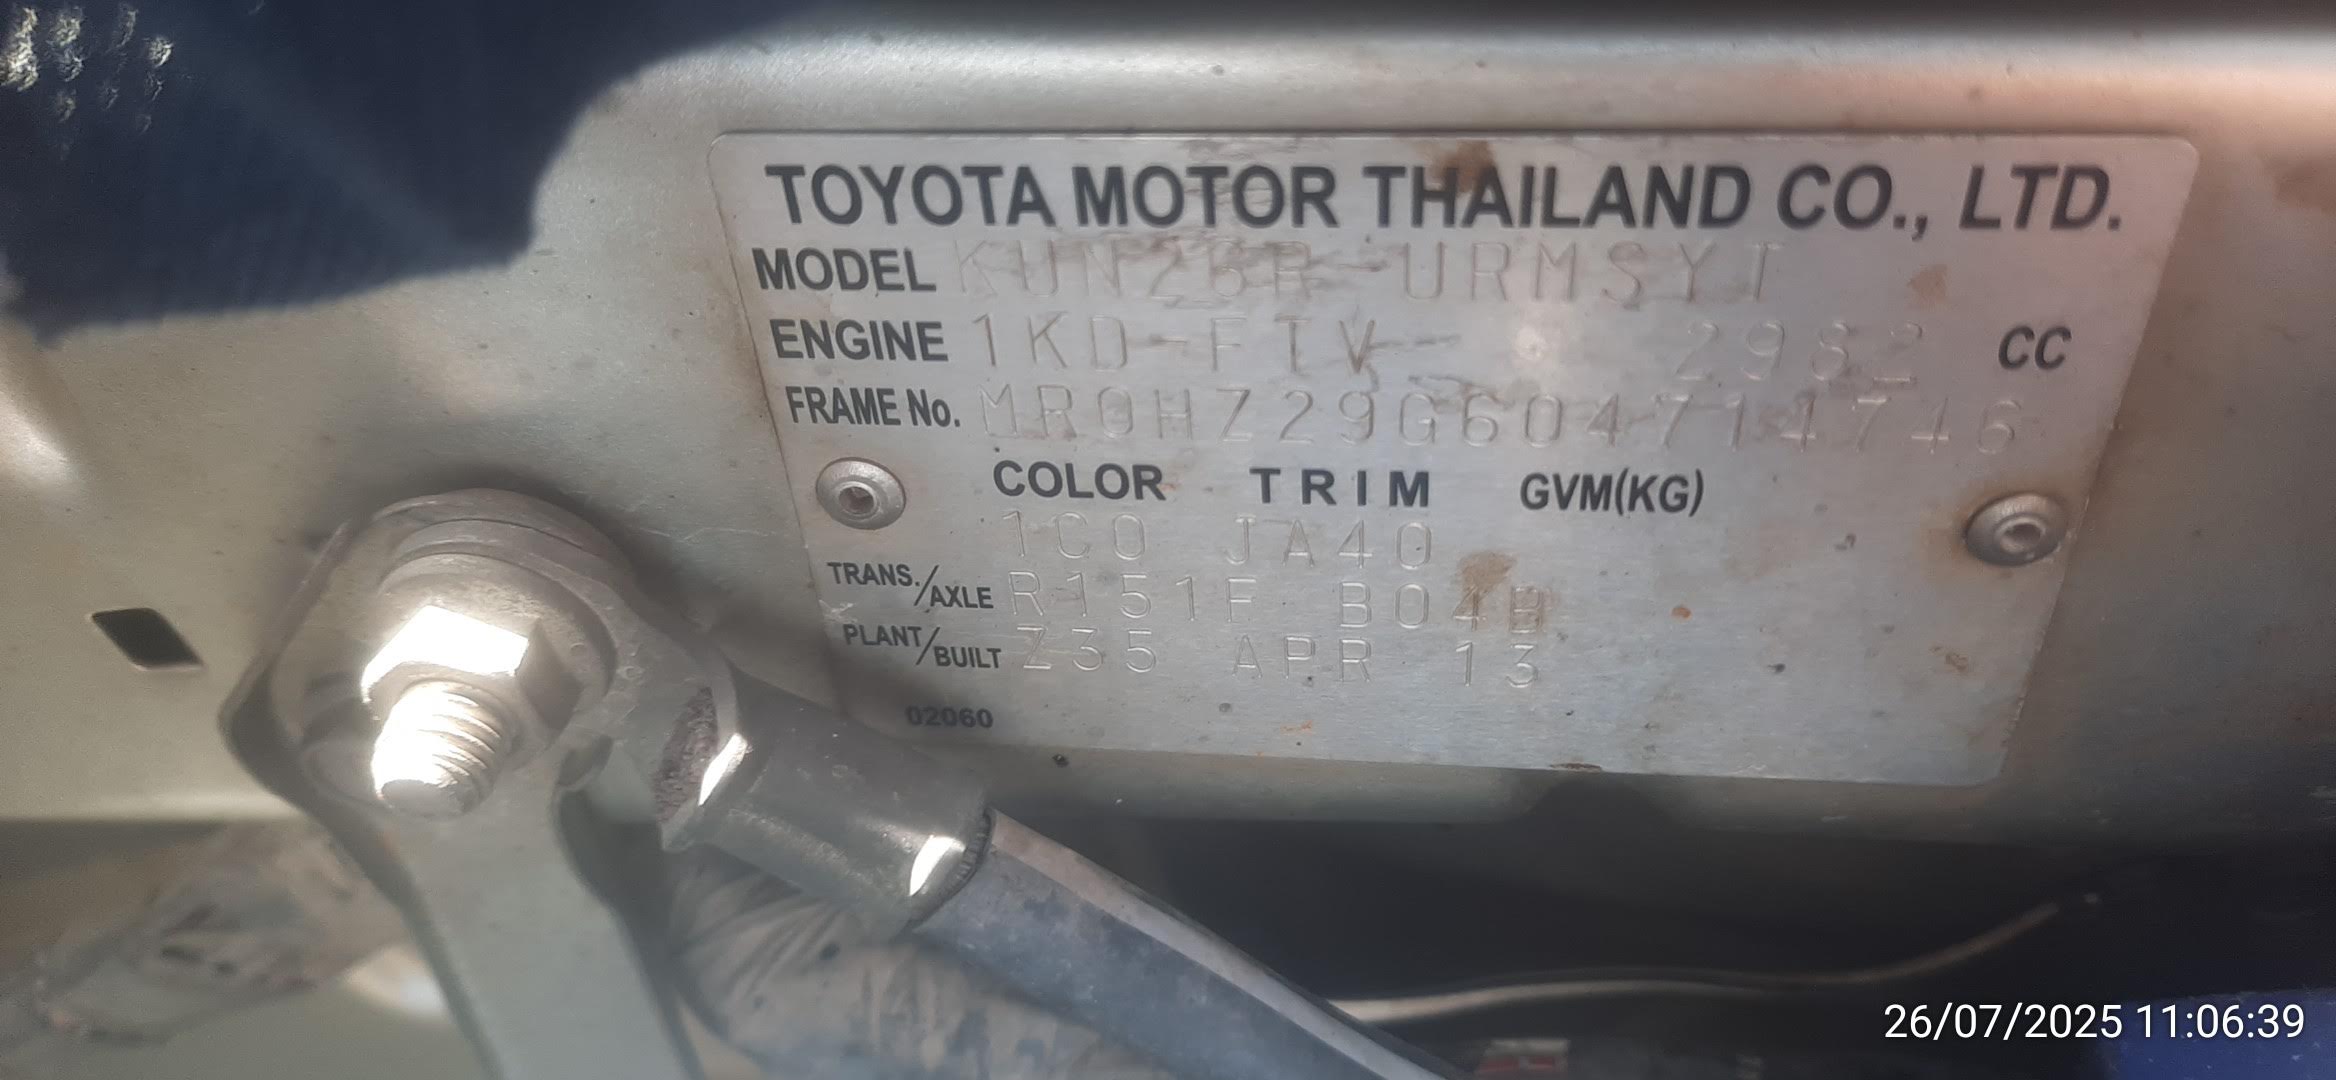 TOYOTA MOTOR THAILAND CO., LTD.
MODEL KUN26R-URMSYT
ENGINE 1KD-FTV- 2982 CC
FRAME No. MR0HZ29G604714746
COLOR TRIM GVM(KG)
1C0 JA40
TRANS./AXLE R151F B04B
PLANT/BUILT Z35 APR 13
02060
26/07/2025 11:06:39